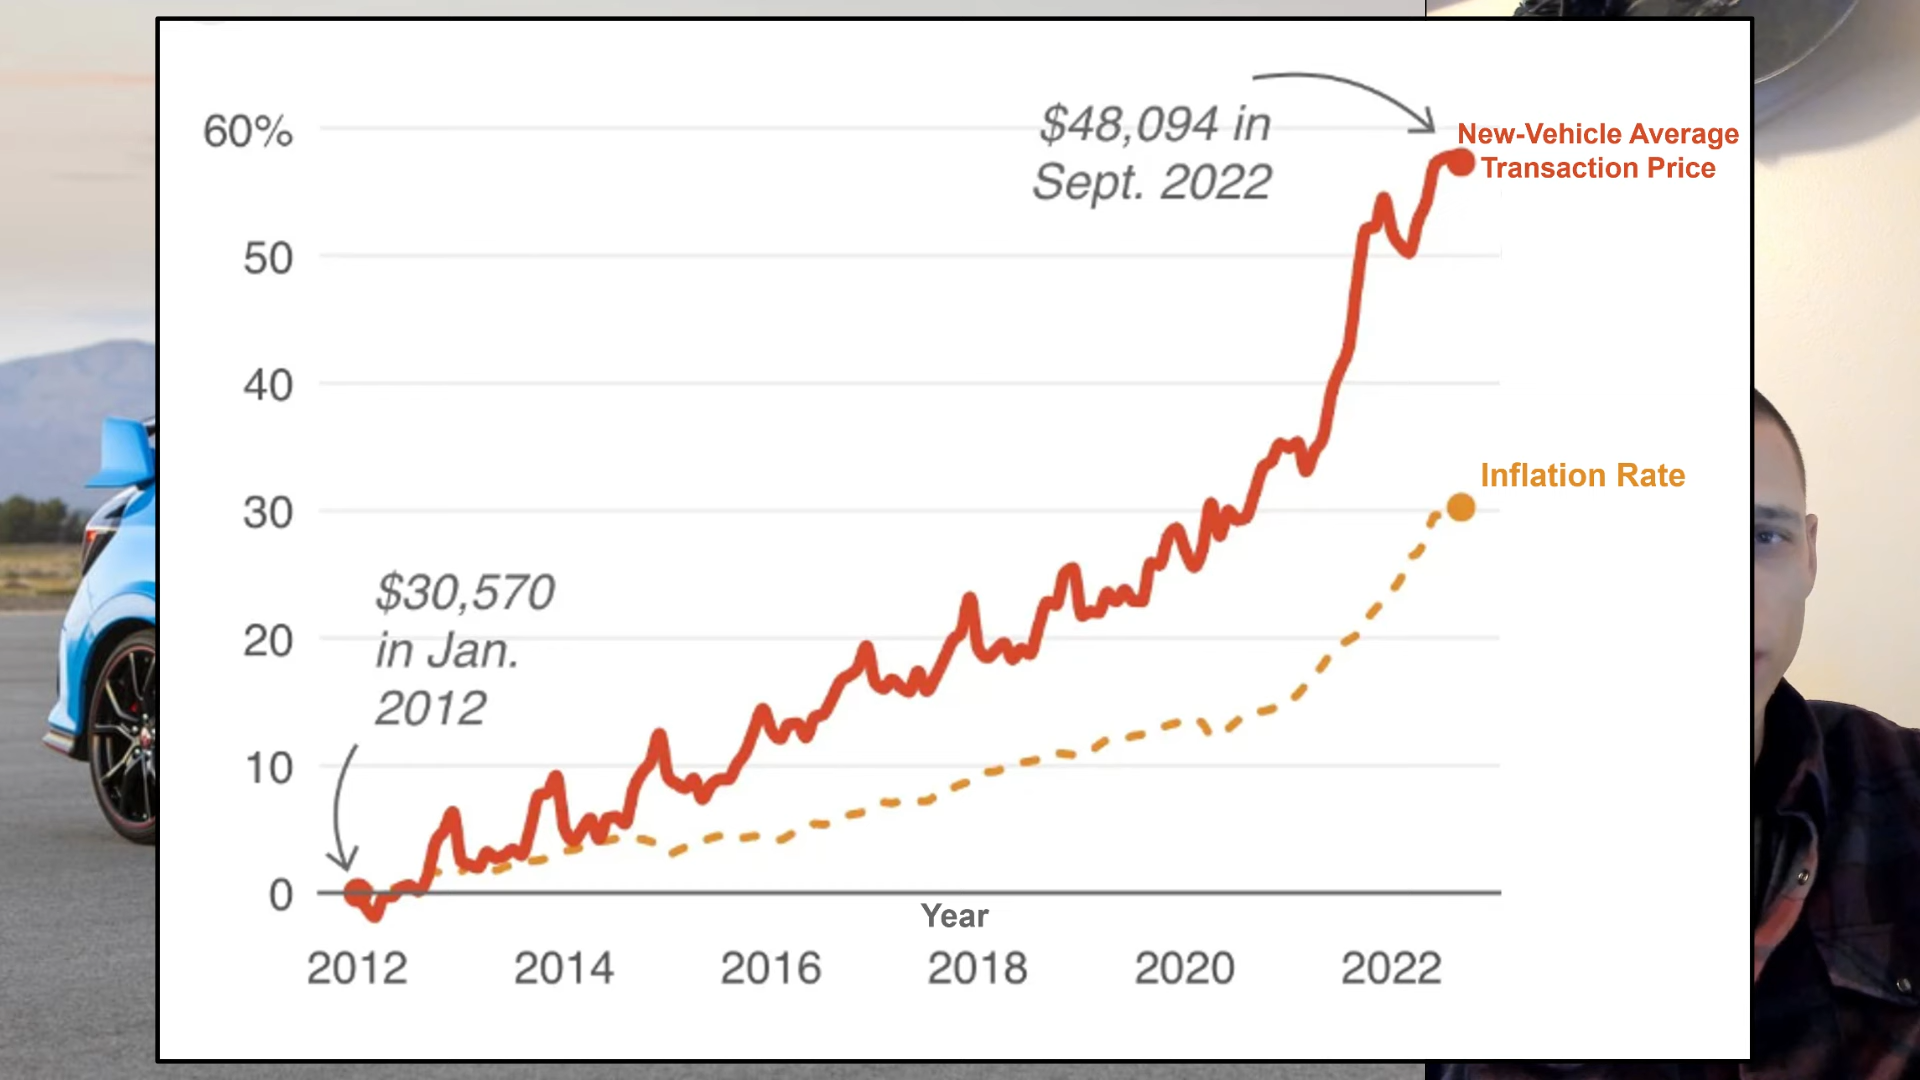 60%
50
40
30
20
10
0
$48,094 in
Sept. 2022
New-Vehicle Average
Transaction Price
Inflation Rate
$30,570
in Jan.
2012
Year
2012 2014 2016 2018 2020 2022